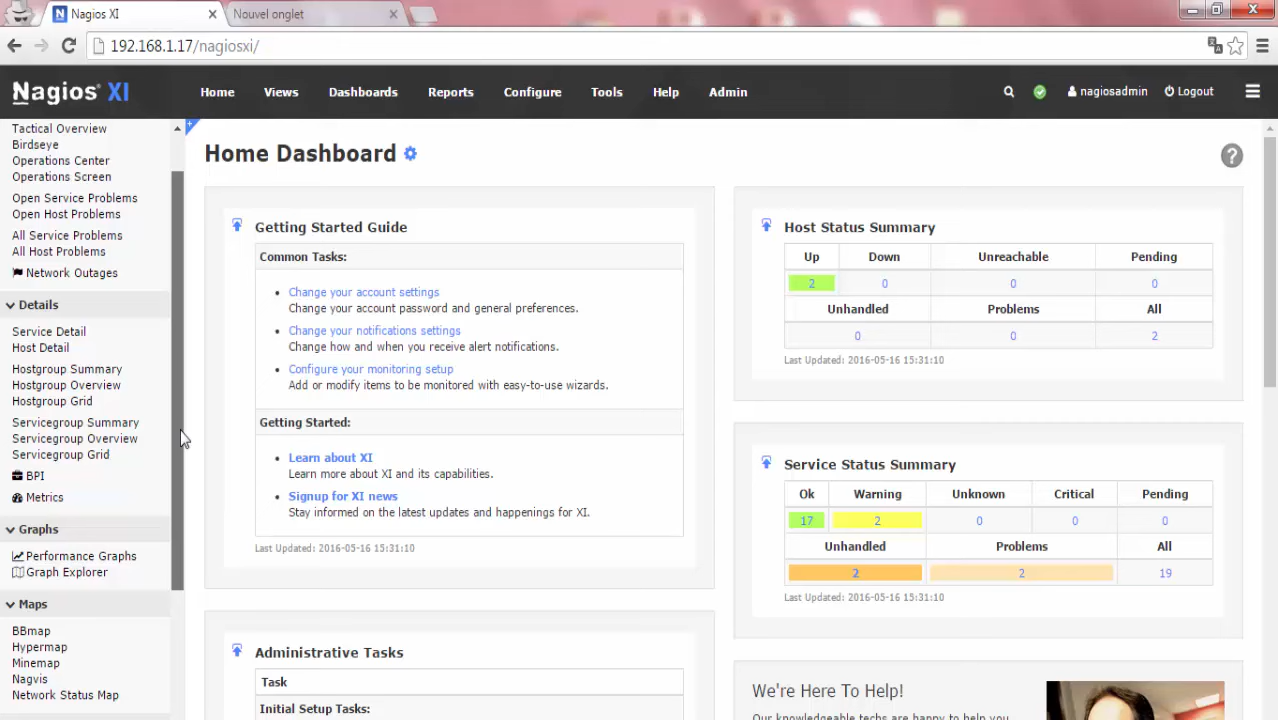 Nagios XI
Nouvel onglet
192.168.1.17/nagiosxi/
Nagios® XI
Home
Views
Dashboards
Reports
Configure
Tools
Help
Admin
nagiosadmin
Logout
Tactical Overview
Birdseye
Operations Center
Operations Screen
Open Service Problems
Open Host Problems
All Service Problems
All Host Problems
Network Outages
Details
Service Detail
Host Detail
Hostgroup Summary
Hostgroup Overview
Hostgroup Grid
Servicegroup Summary
Servicegroup Overview
Servicegroup Grid
BPI
Metrics
Graphs
Performance Graphs
Graph Explorer
Maps
BBmap
Hypermap
Minemap
Nagvis
Network Status Map
Home Dashboard
Getting Started Guide
Common Tasks:
Change your account settings
Change your account password and general preferences.
Change your notifications settings
Change how and when you receive alert notifications.
Configure your monitoring setup
Add or modify items to be monitored with easy-to-use wizards.
Getting Started:
Learn about XI
Learn more about XI and its capabilities.
Signup for XI news
Stay informed on the latest updates and happenings for XI.
Last Updated: 2016-05-16 15:31:10
Administrative Tasks
Task
Initial Setup Tasks:
Host Status Summary
Up Down Unreachable Pending
2 0 0 0
Unhandled Problems All
0 0 2
Last Updated: 2016-05-16 15:31:10
Service Status Summary
Ok Warning Unknown Critical Pending
17 2 0 0 0
Unhandled Problems All
2 2 19
Last Updated: 2016-05-16 15:31:10
We're Here To Help!
Our knowledgeable techs are happy to help you